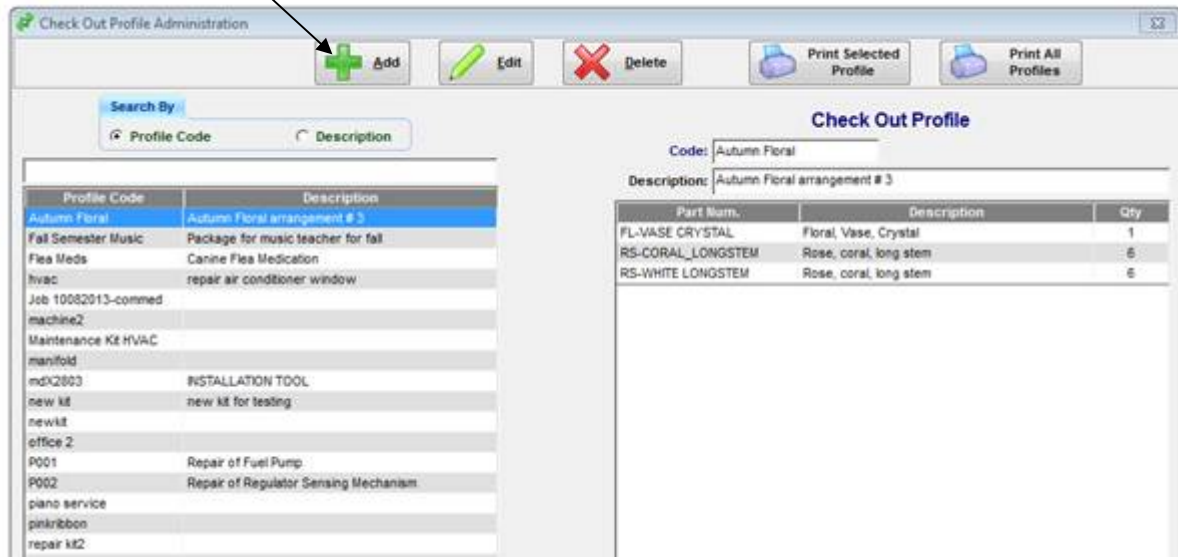 Check Out Profile Administration
Add Edit Delete Print Selected Profile Print All Profiles
Search By
Profile Code Description
Check Out Profile
Code: Autumn Floral
Description: Autumn Floral arrangement # 3
Profile Code Description
Autumn Floral Autumn Floral arrangement # 3
Fall Semester Music Package for music teacher for fall
Flea Meds Canine Flea Medication
hvac repair air conditioner window
Job 10082013-commed
machine2
Maintenance Kit HVAC
manifold
mdX2803 INSTALLATION TOOL
new kit new kit for testing
newkit
office 2
P001 Repair of Fuel Pump
P002 Repair of Regulator Sensing Mechanism
piano service
pinkribbon
repair kit2
Part Num. Description Qty
FL-VASE CRYSTAL Floral, Vase, Crystal 1
RS-CORAL_LONGSTEM Rose, coral, long stem 6
RS-WHITE LONGSTEM Rose, coral, long stem 6